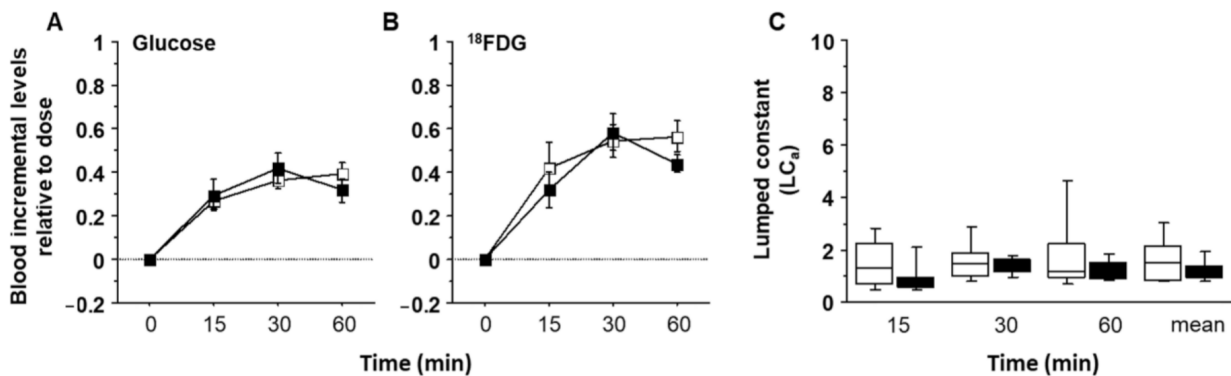 A
B
C
Glucose
¹⁸FDG
Blood incremental levels
relative to dose
1
0.8
0.6
0.4
0.2
0
−0.2
0 15 30 60
1
0.8
0.6
0.4
0.2
0
−0.2
0 15 30 60
Time (min)
Lumped constant
(LCₐ)
10
8
6
4
2
0
15 30 60 mean
Time (min)